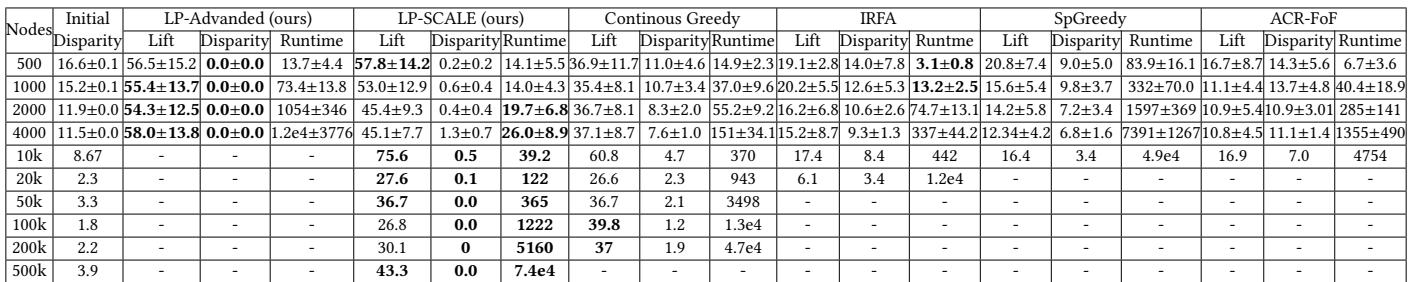 Nodes Initial Disparity LP-Advanded (ours) LP-SCALE (ours) Continous Greedy IRFA SpGreedy ACR-FoF
Lift Disparity Runtime Lift Disparity Runtime Lift Disparity Runtime Lift Disparity Runtme Lift Disparity Runtime Lift Disparity Runtime
500 16.6±0.1 56.5±15.2 0.0±0.0 13.7±4.4 57.8±14.2 0.2±0.2 14.1±5.5 36.9±11.7 11.0±4.6 14.9±2.3 19.1±2.8 14.0±7.8 3.1±0.8 20.8±7.4 9.0±5.0 83.9±16.1 16.7±8.7 14.3±5.6 6.7±3.6
1000 15.2±0.1 55.4±13.7 0.0±0.0 73.4±13.8 53.0±12.9 0.6±0.4 14.0±4.3 35.4±8.1 10.7±3.4 37.0±9.6 20.2±5.5 12.6±5.3 13.2±2.5 15.6±5.4 9.8±3.7 332±70.0 11.1±4.4 13.7±4.8 40.4±18.9
2000 11.9±0.0 54.3±12.5 0.0±0.0 1054±346 45.4±9.3 0.4±0.4 19.7±6.8 36.7±8.1 8.3±2.0 55.2±9.2 16.2±6.8 10.6±2.6 74.7±13.1 14.2±5.8 7.2±3.4 1597±369 10.9±5.4 10.9±3.01 285±141
4000 11.5±0.0 58.0±13.8 0.0±0.0 1.2e4±3776 45.1±7.7 1.3±0.7 26.0±8.9 37.1±8.7 7.6±1.0 151±34.1 15.2±8.7 9.3±1.3 337±44.2 12.34±4.2 6.8±1.6 7391±1267 10.8±4.5 11.1±1.4 1355±490
10k 8.67 - - - 75.6 0.5 39.2 60.8 4.7 370 17.4 8.4 442 16.4 3.4 4.9e4 16.9 7.0 4754
20k 2.3 - - - 27.6 0.1 122 26.6 2.3 943 6.1 3.4 1.2e4 - - - - - -
50k 3.3 - - - 36.7 0.0 365 36.7 2.1 3498 - - - - - - - - -
100k 1.8 - - - 26.8 0.0 1222 39.8 1.2 1.3e4 - - - - - - - - -
200k 2.2 - - - 30.1 0 5160 37 1.9 4.7e4 - - - - - - - - -
500k 3.9 - - - 43.3 0.0 7.4e4 - - - - - - - - - - - -